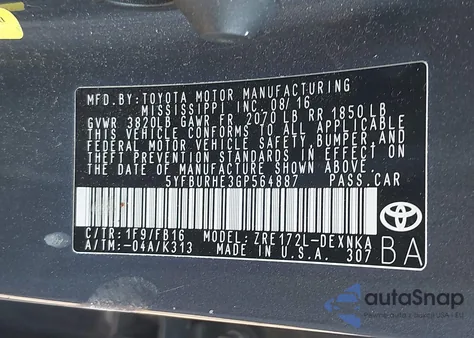 MFD.BY:TOYOTA MOTOR MANUFACTURING
MISSISSIPPI INC. 08/16
GVWR 3820LB GAWR FR 2070 LB RR 1850LB
THIS VEHICLE CONFORMS TO ALL APPLICABLE
FEDERAL MOTOR VEHICLE SAFETY, BUMPER, AND
THEFT PREVENTION STANDARDS IN EFFECT ON
THE DATE OF MANUFACTURE SHOWN ABOVE.
5YFBURHE3GP564887 PASS.CAR
C/TR: 1F9/FB16 MODEL: ZRE172L-DEXNKA
A/TM: -04A/K313 MADE IN U.S.A. 307
BA
TOYOTA
autoSnap